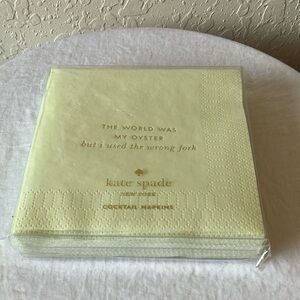 THE WORLD WAS
MY OYSTER
but i used the wrong fork
kate spade
NEW YORK
COCKTAIL NAPKINS